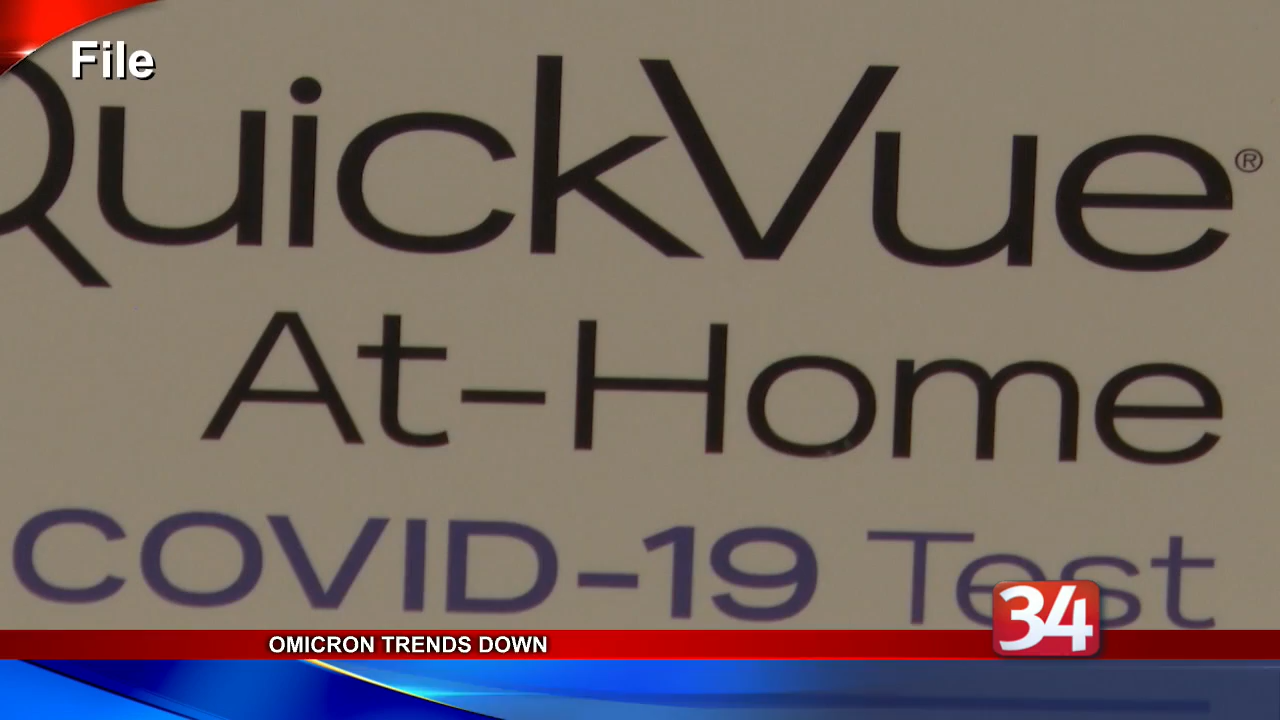 File
QuickVue®
At-Home
COVID-19 Test
34
OMICRON TRENDS DOWN